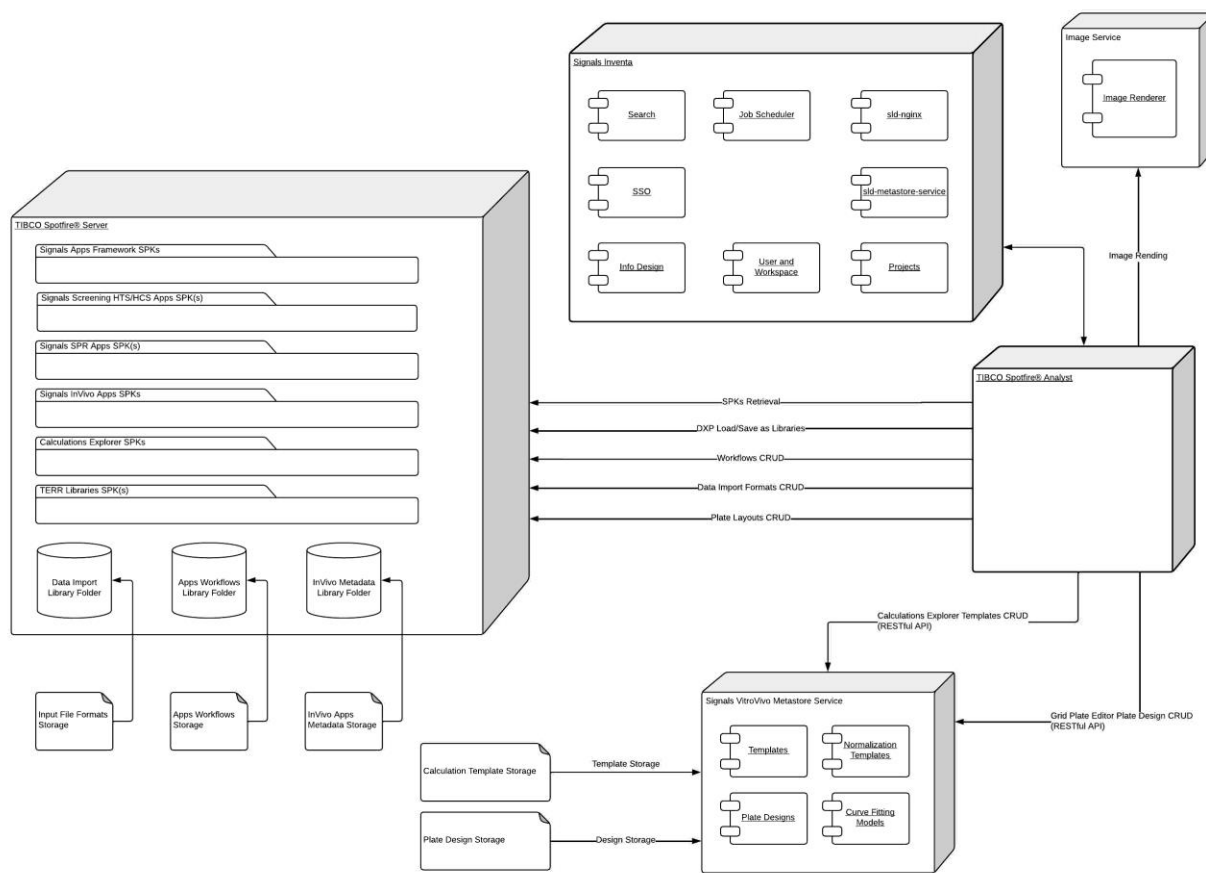 Image Service
Image Renderer
Signals Inventa
Search
Job Scheduler
sld-nginx
SSO
sld-metastore-service
Info Design
User and
Workspace
Projects
TIBCO Spotfire® Server
Signals Apps Framework SPKs
Signals Screening HTS/HCS Apps SPK(s)
Signals SPR Apps SPK(s)
Signals InVivo Apps SPKs
Calculations Explorer SPKs
TERR Libraries SPK(s)
Data Import
Library Folder
Apps Workflows
Library Folder
InVivo Metadata
Library Folder
Input File Formats
Storage
Apps Workflows
Storage
InVivo Apps
Metadata Storage
Image Rending
TIBCO Spotfire® Analyst
SPKs Retrieval
DXP Load/Save as Libraries
Workflows CRUD
Data Import Formats CRUD
Plate Layouts CRUD
Calculations Explorer Templates CRUD
(RESTful API)
Grid Plate Editor Plate Design CRUD
(RESTful API)
Signals VitroVivo Metastore Service
Templates
Normalization
Templates
Plate Designs
Curve Fitting
Models
Calculation Template Storage
Template Storage
Plate Design Storage
Design Storage